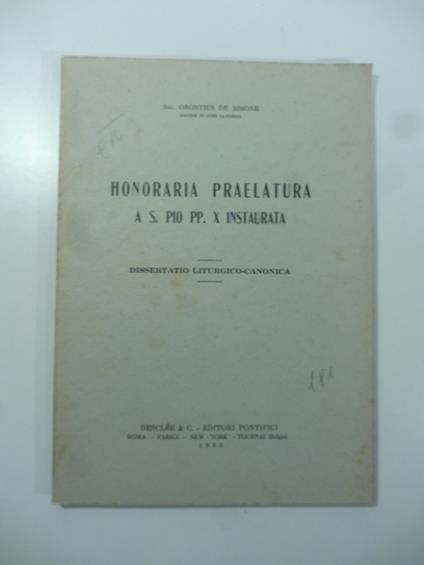 Sac. ORONTIUS DE SIMONE
HONORARIA PRAELATURA
A S. PIO PP. X INSTAURATA
DISSERTATIO LITURGICO-CANONICA
181
DESCLÉE & C. - EDITORI PONTIFICI
ROMA - PARIGI - NEW-YORK - TOURNAI (Belgio)